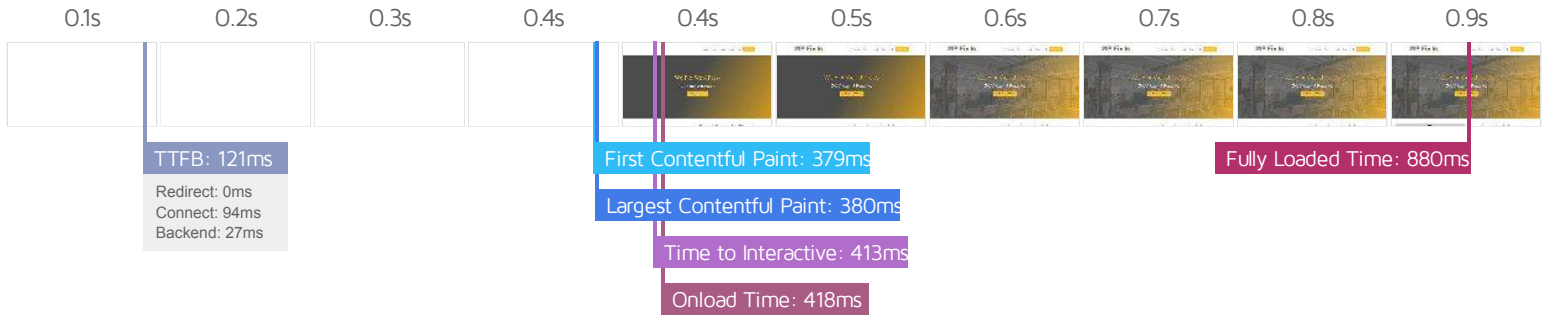 0.1s
0.2s
0.3s
0.4s
0.4s
0.5s
0.6s
0.7s
0.8s
0.9s
TTFB: 121ms
Redirect: 0ms
Connect: 94ms
Backend: 27ms
First Contentful Paint: 379ms
Largest Contentful Paint: 380ms
Time to Interactive: 413ms
Onload Time: 418ms
Fully Loaded Time: 880ms